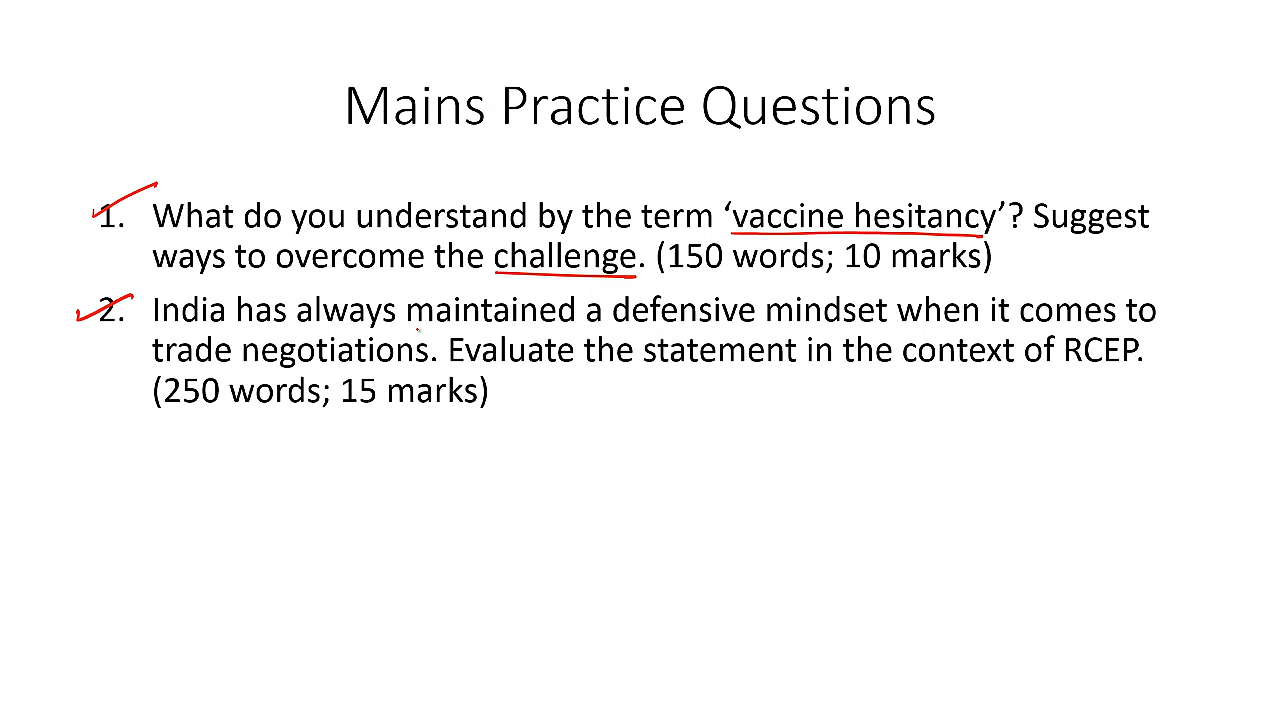 Mains Practice Questions
1. What do you understand by the term ‘vaccine hesitancy’? Suggest
ways to overcome the challenge. (150 words; 10 marks)
2. India has always maintained a defensive mindset when it comes to
trade negotiations. Evaluate the statement in the context of RCEP.
(250 words; 15 marks)